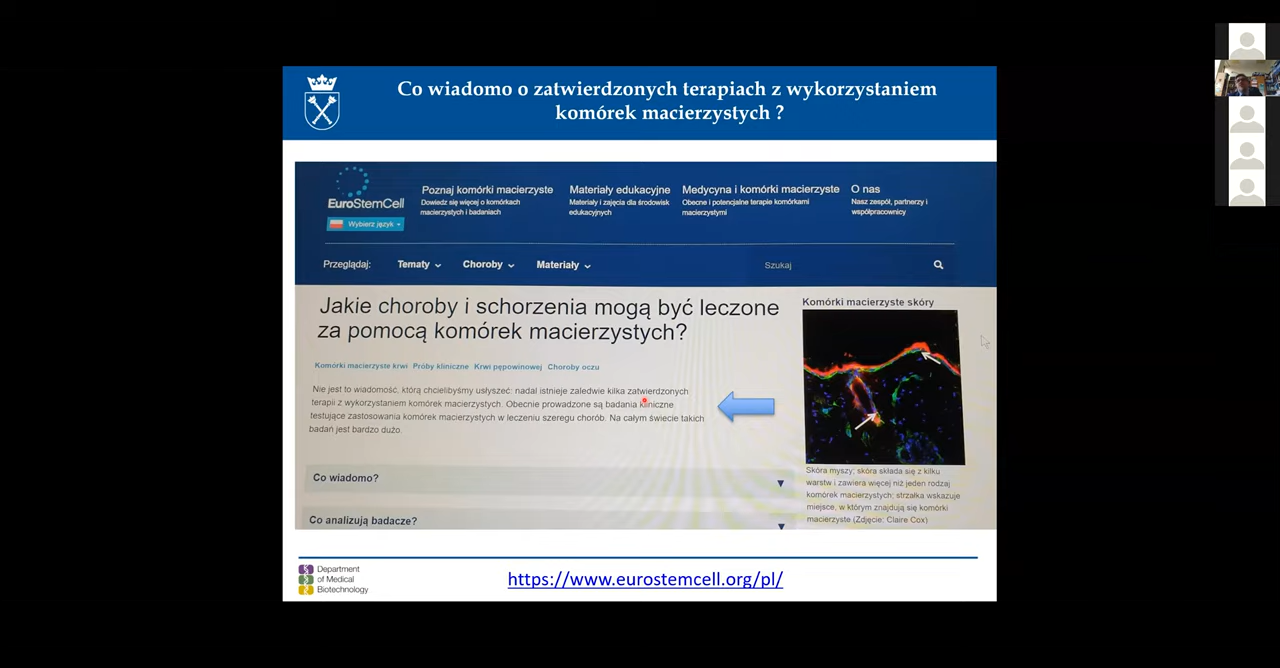 Co wiadomo o zatwierdzonych terapiach z wykorzystaniem
komórek macierzystych ?
EuroStemCell
Wybierz język
Poznaj komórki macierzyste
Dowiedz się więcej o komórkach
macierzystych i badaniach
Materiały edukacyjne
Materiały i zajęcia dla środowisk
edukacyjnych
Medycyna i komórki macierzyste
Obecne i potencjalne terapie komórkami
macierzystymi
O nas
Nasz zespół, partnerzy i
współpracownicy
Przeglądaj:
Tematy
Choroby
Materiały
Szukaj
Jakie choroby i schorzenia mogą być leczone
za pomocą komórek macierzystych?
Komórki macierzyste krwi Próby kliniczne Krwi pępowinowej Choroby oczu
Nie jest to wiadomość, którą chcielibyśmy usłyszeć: nadal istnieje zaledwie kilka zatwierdzonych
terapii z wykorzystaniem komórek macierzystych. Obecnie prowadzone są badania kliniczne
testujące zastosowania komórek macierzystych w leczeniu szeregu chorób. Na całym świecie takich
badań jest bardzo dużo.
Co wiadomo?
Co analizują badacze?
Komórki macierzyste skóry
Skóra myszy; skóra składa się z kilku
warstw i zawiera więcej niż jeden rodzaj
komórek macierzystych; strzałka wskazuje
miejsce, w którym znajdują się komórki
macierzyste (Zdjęcie: Claire Cox)
Department
of Medical
Biotechnology
https://www.eurostemcell.org/pl/